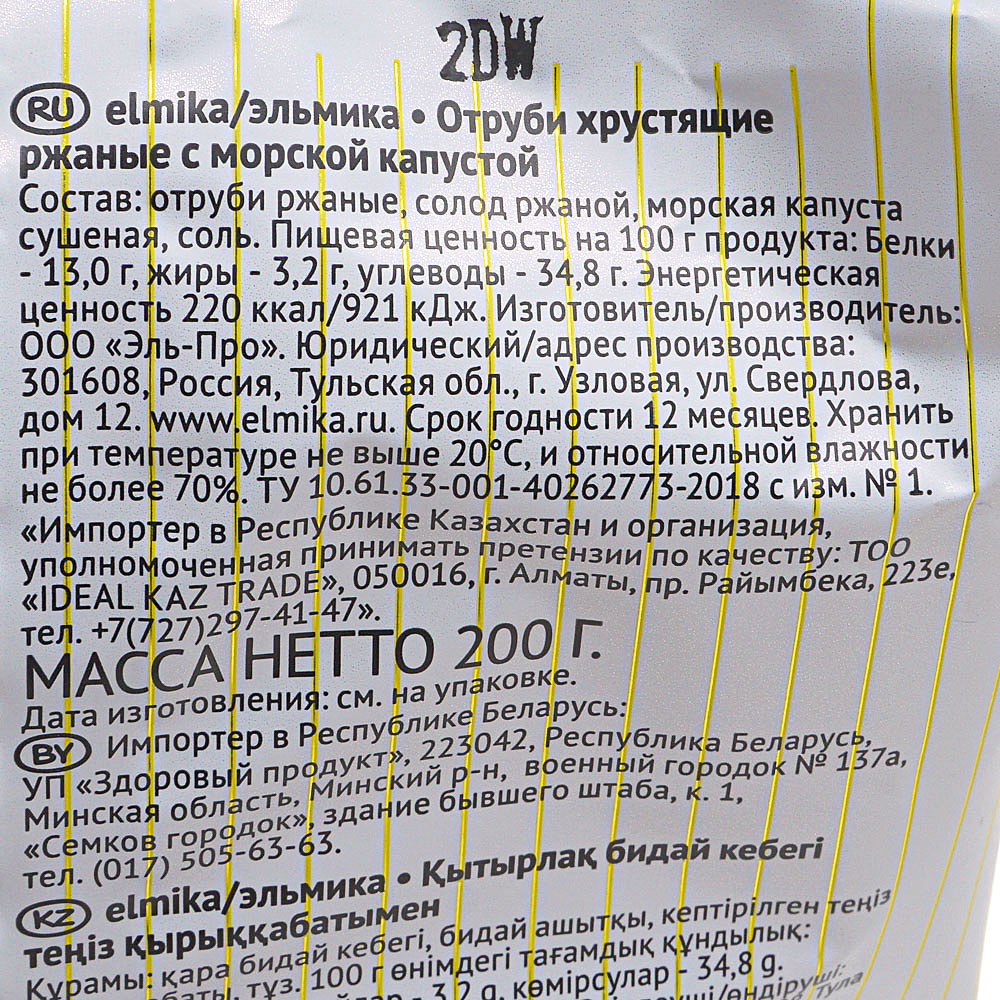 2DW
RU elmika/эльмика • Отруби хрустящие
ржаные с морской капустой
Состав: отруби ржаные, солод ржаной, морская капуста
сушеная, соль. Пищевая ценность на 100 г продукта: Белки
- 13,0 г, жиры - 3,2 г, углеводы - 34,8 г. Энергетическая
ценность 220 ккал/921 кДж. Изготовитель/производитель:
ООО «Эль-Про». Юридический/адрес производства:
301608, Россия, Тульская обл., г. Узловая, ул. Свердлова,
дом 12. www.elmika.ru. Срок годности 12 месяцев. Хранить
при температуре не выше 20°С, и относительной влажности
не более 70%. ТУ 10.61.33-001-40262773-2018 с изм. № 1.
«Импортер в Республике Казахстан и организация,
уполномоченная принимать претензии по качеству: ТОО
«IDEAL KAZ TRADE», 050016, г. Алматы, пр. Райымбека, 223е,
тел. +7(727)297-41-47».
МАССА НЕТТО 200 Г.
Дата изготовления: см. на упаковке.
BY Импортер в Республике Беларусь:
УП «Здоровый продукт», 223042, Республика Беларусь,
Минская область, Минский р-н, военный городок № 137а,
«Семков городок», здание бывшего штаба, к. 1,
тел. (017) 505-63-63.
KZ elmika/эльмика • Қытырлақ бидай кебегі
теңіз қырыққабатымен
Құрамы: қара бидай кебегі, бидай ашытқы, кептірілген теңіз
тұз. 100 г өнімдегі тағамдық құндылық:
3,2 г, көмірсулар - 34,8 g.